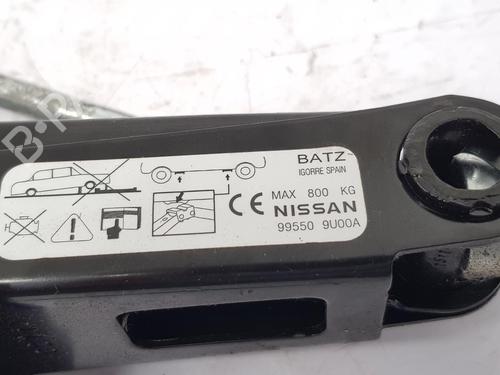 BATZ
IGORRE SPAIN
CE MAX 800 KG
NISSAN
99550 9U00A